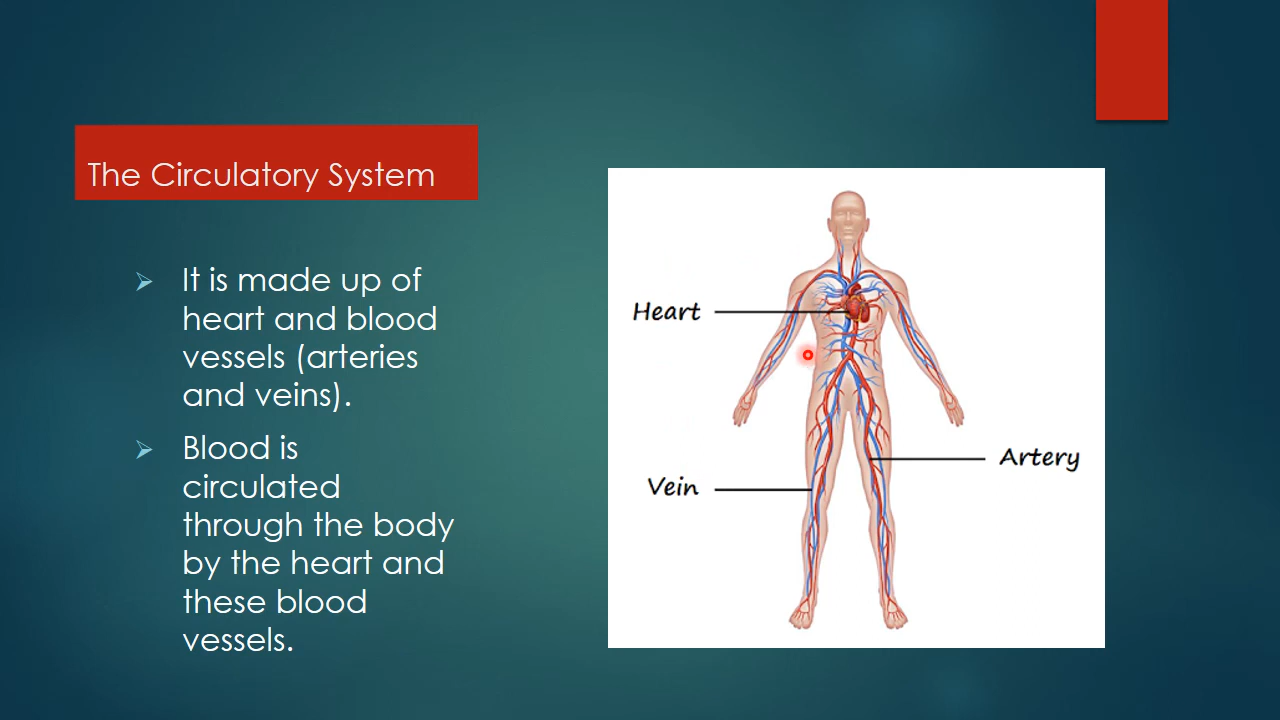 The Circulatory System
It is made up of
heart and blood
vessels (arteries
and veins).
Blood is
circulated
through the body
by the heart and
these blood
vessels.
Heart
Artery
Vein